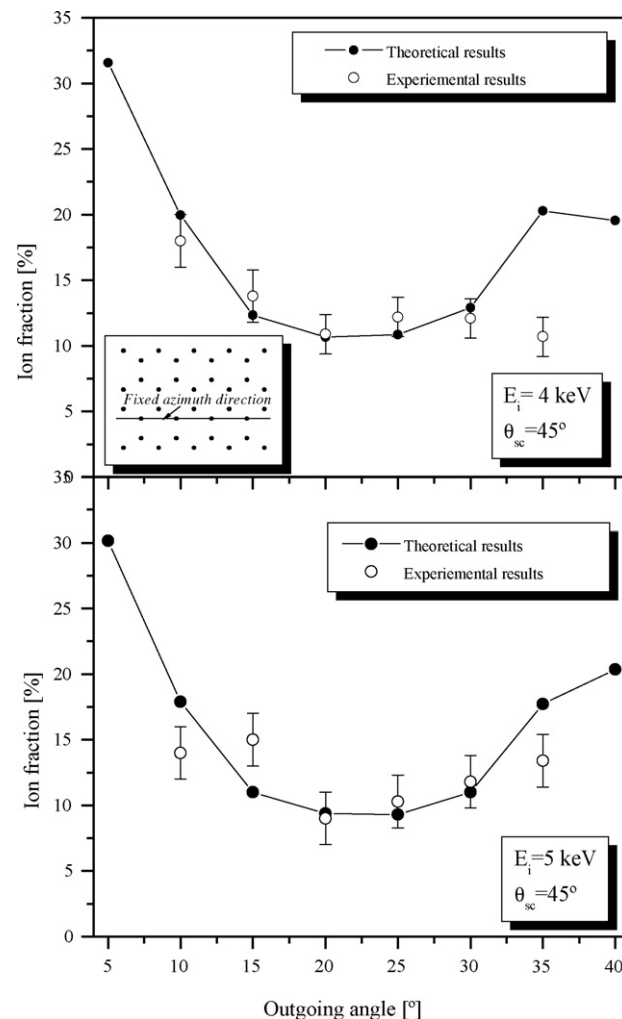 35
30
25
20
15
10
5
Ion fraction [%]
Theoretical results
Experiemental results
Fixed azimuth direction
E_i= 4 keV
θ_sc=45º
35
30
25
20
15
10
5
0
Ion fraction [%]
Theoretical results
Experiemental results
E_i=5 keV
θ_sc=45º
5 10 15 20 25 30 35 40
Outgoing angle [º]